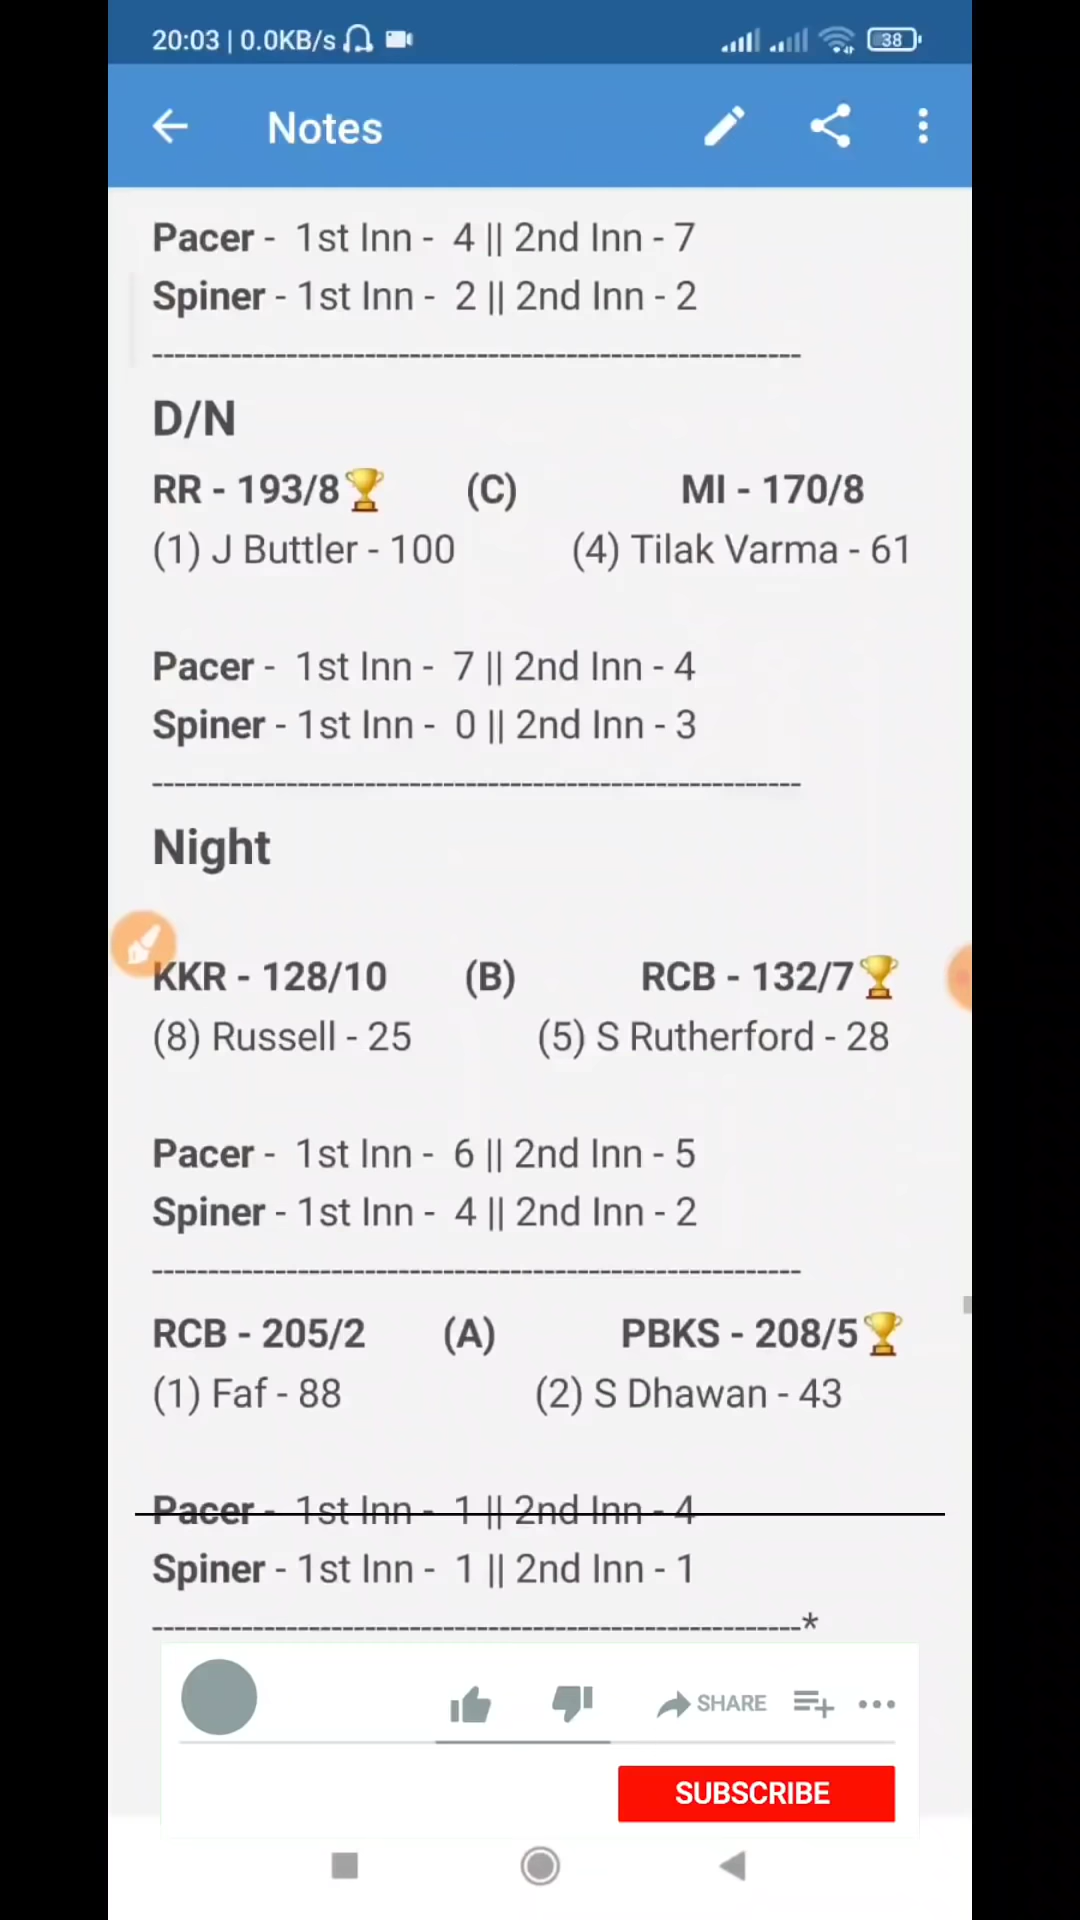 20:03 | 0.0KB/s 38
Notes
Pacer - 1st Inn - 4 || 2nd Inn - 7
Spiner - 1st Inn - 2 || 2nd Inn - 2
----------------------------------------------------------
D/N
RR - 193/8🏆 (C) MI - 170/8
(1) J Buttler - 100 (4) Tilak Varma - 61
Pacer - 1st Inn - 7 || 2nd Inn - 4
Spiner - 1st Inn - 0 || 2nd Inn - 3
----------------------------------------------------------
Night
KKR - 128/10 (B) RCB - 132/7🏆
(8) Russell - 25 (5) S Rutherford - 28
Pacer - 1st Inn - 6 || 2nd Inn - 5
Spiner - 1st Inn - 4 || 2nd Inn - 2
----------------------------------------------------------
RCB - 205/2 (A) PBKS - 208/5🏆
(1) Faf - 88 (2) S Dhawan - 43
Pacer - 1st Inn - 1 || 2nd Inn - 4
Spiner - 1st Inn - 1 || 2nd Inn - 1
----------------------------------------------------------*
SHARE
SUBSCRIBE